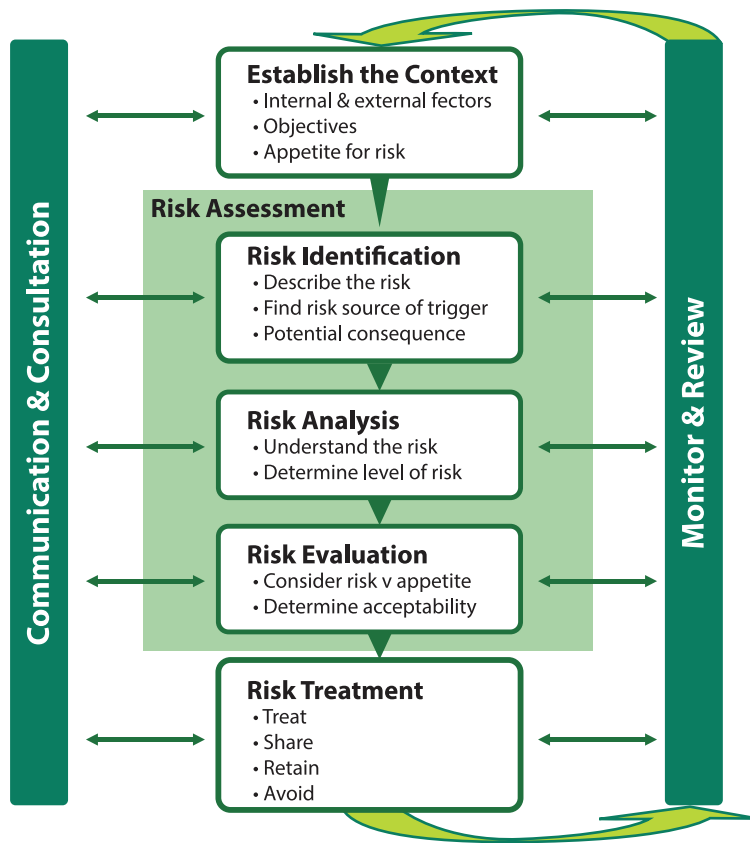 Establish the Context
• Internal & external fectors
• Objectives
• Appetite for risk
Risk Assessment
Risk Identification
• Describe the risk
• Find risk source of trigger
• Potential consequence
Risk Analysis
• Understand the risk
• Determine level of risk
Risk Evaluation
• Consider risk v appetite
• Determine acceptability
Risk Treatment
• Treat
• Share
• Retain
• Avoid
Communication & Consultation
Monitor & Review